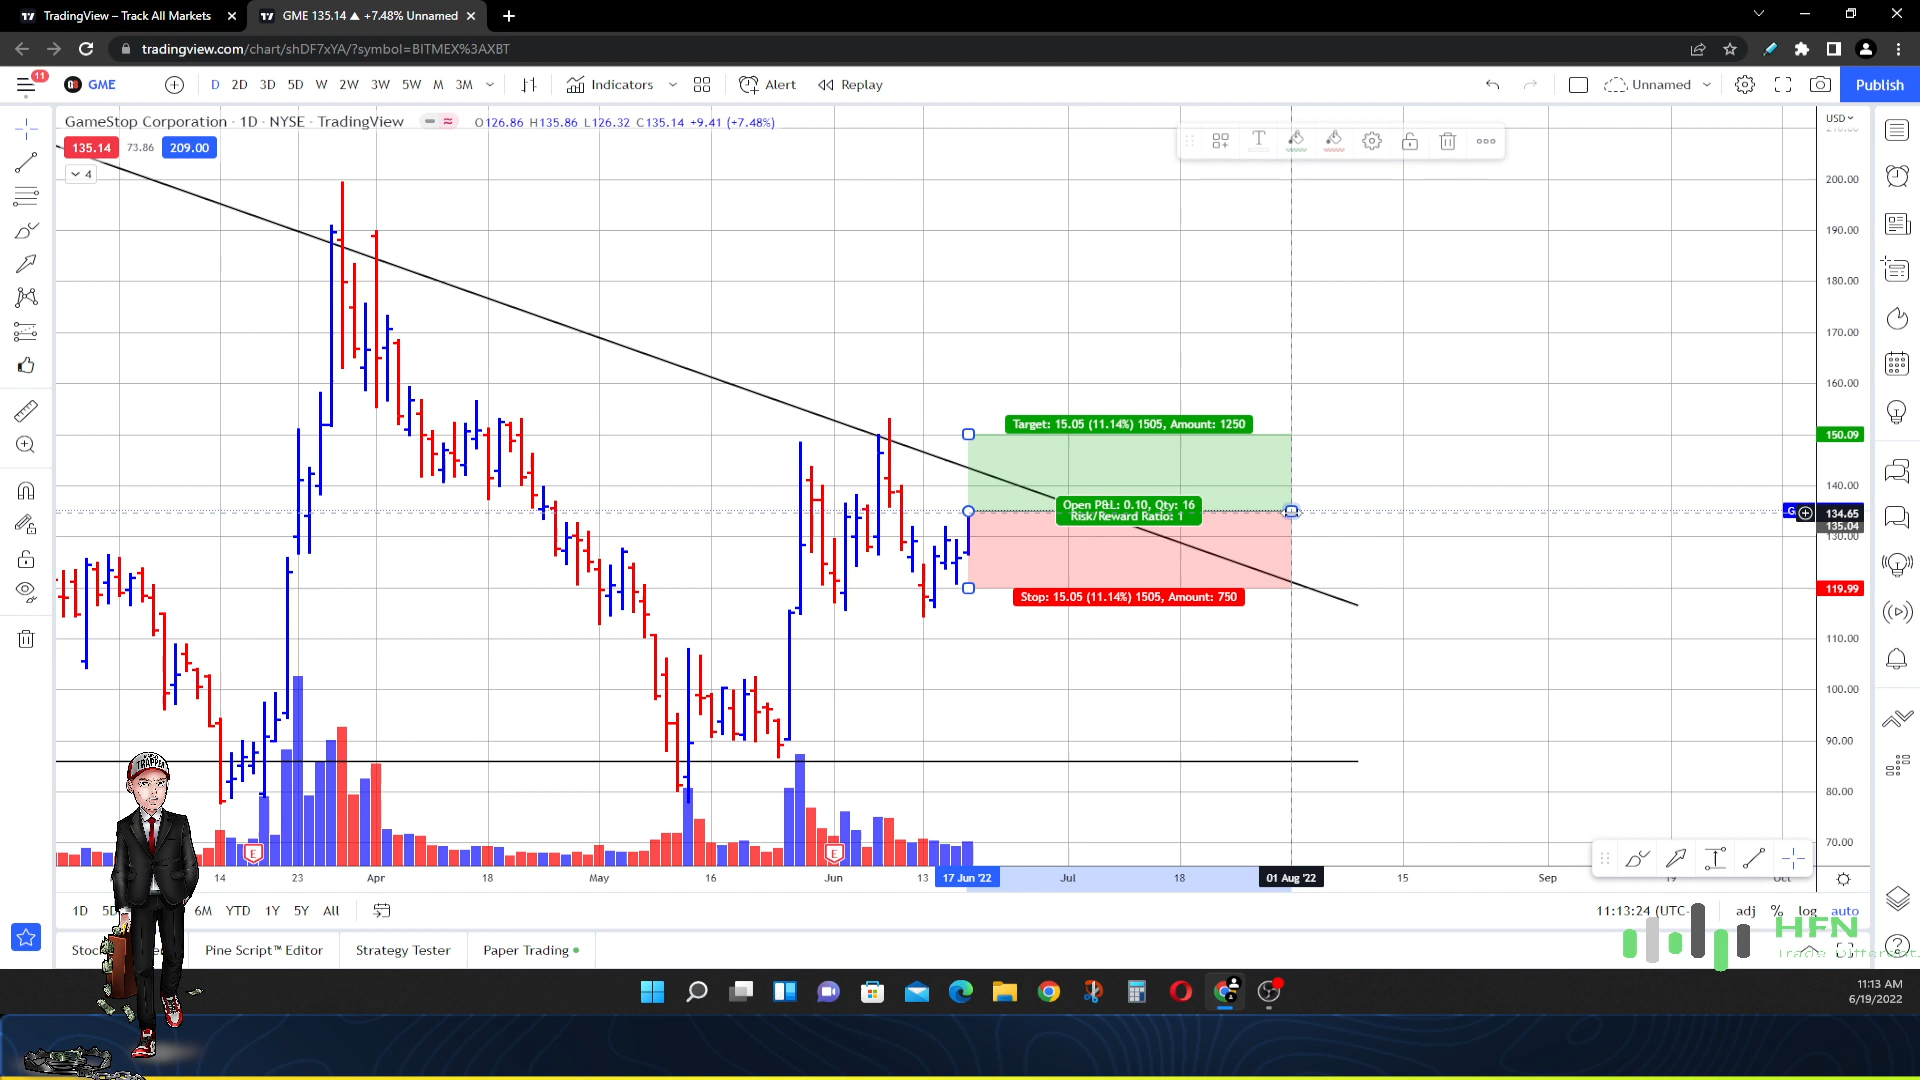 TradingView – Track All Markets
GME 135.14 ▲ +7.48% Unnamed
tradingview.com/chart/shDF7xYA/?symbol=BITMEX%3AXBT
11
GME
D 2D 3D 5D W 2W 3W 5W M 3M
Indicators
Alert
Replay
Unnamed
Publish
GameStop Corporation · 1D · NYSE · TradingView
O126.86 H135.86 L126.32 C135.14 +9.41 (+7.48%)
USD
135.14 73.86 209.00
4
T
200.00
190.00
180.00
170.00
160.00
Target: 15.05 (11.14%) 1505, Amount: 1250
150.09
140.00
Open P&L: 0.10, Qty: 16
Risk/Reward Ratio: 1
134.65
135.04
130.00
119.99
Stop: 15.05 (11.14%) 1505, Amount: 750
110.00
100.00
90.00
80.00
70.00
TRAPPER
E
E
14 23 Apr 18 May 16 Jun 13 17 Jun '22 Jul 18 01 Aug '22 15 Sep 19 Oct
1D 5D 6M YTD 1Y 5Y All
11:13:24 (UTC-
adj % log auto
HFN
Trade Different.
Pine Script™ Editor
Strategy Tester
Paper Trading
11:13 AM
6/19/2022